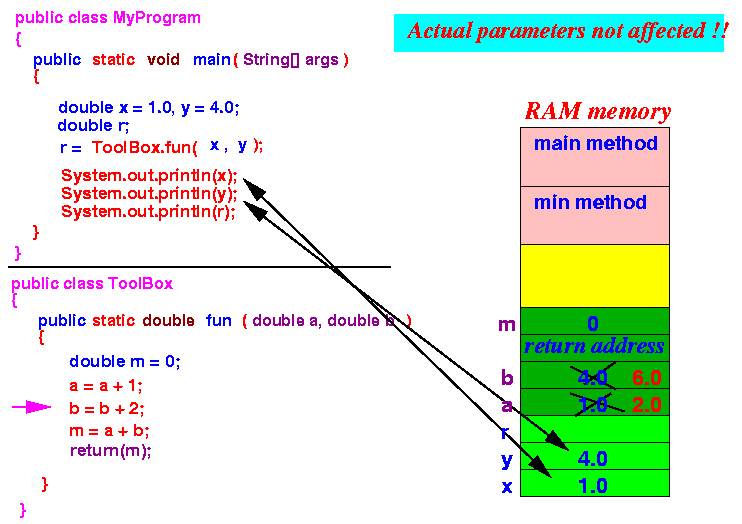 public class MyProgram
{
public static void main( String[] args )
{
double x = 1.0, y = 4.0;
double r;
r = ToolBox.fun( x , y );
System.out.println(x);
System.out.println(y);
System.out.println(r);
}
}
public class ToolBox
{
public static double fun ( double a, double b )
{
double m = 0;
a = a + 1;
b = b + 2;
m = a + b;
return(m);
}
}
Actual parameters not affected !!
RAM memory
main method
min method
m 0
return address
b 4.0 6.0
a 1.0 2.0
r
y 4.0
x 1.0